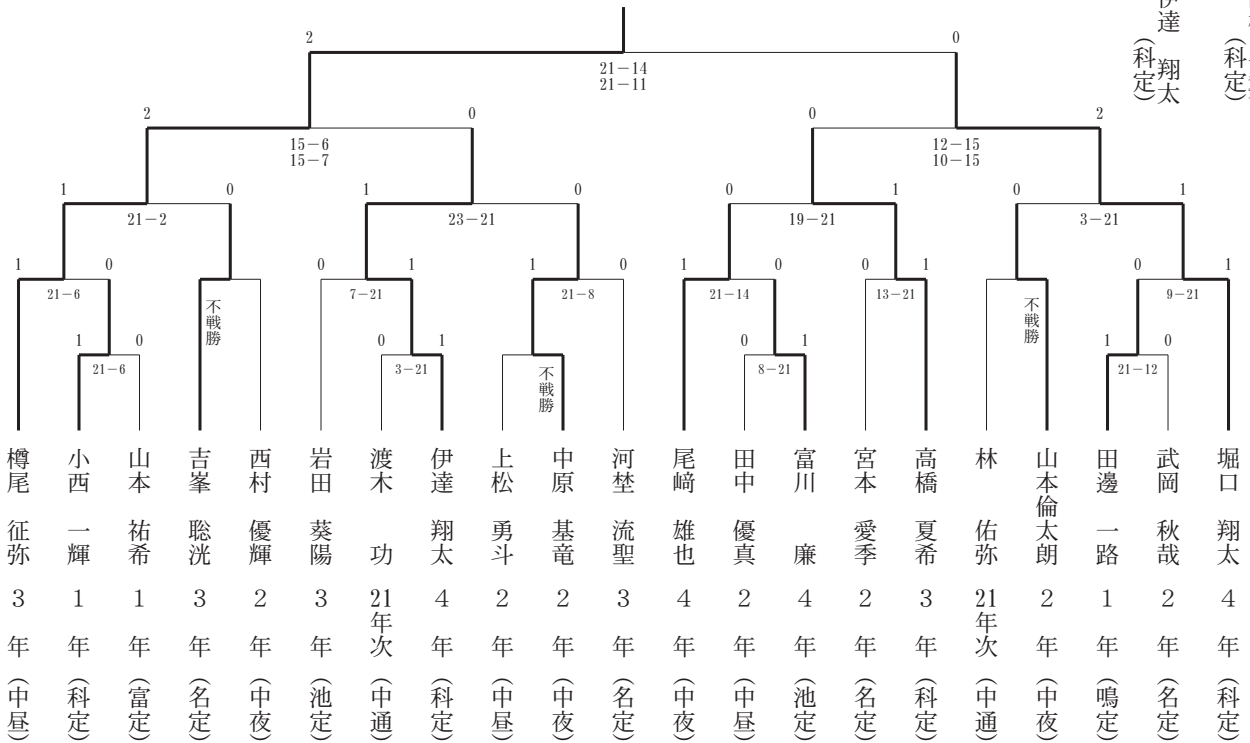 伊達 翔太
(科定)
(科定)
2
0
21-14
21-11
2
0
0
2
15-6
15-7
12-15
10-15
1
0
1
0
0
1
0
1
21-2
23-21
19-21
3-21
1
0
0
1
1
0
1
0
0
1
0
1
21-6
不戦勝
7-21
21-8
21-14
13-21
不戦勝
9-21
1
0
0
1
0
1
1
0
21-6
3-21
不戦勝
8-21
21-12
樽尾 征弥 3 年 (中昼)
小西 一輝 1 年 (科定)
山本 祐希 1 年 (富定)
吉峯 聡洸 3 年 (名定)
西村 優輝 2 年 (中夜)
岩田 葵陽 3 年 (池定)
渡木 功 21年次 (中通)
伊達 翔太 4 年 (科定)
上松 勇斗 2 年 (中昼)
中原 基竜 2 年 (中夜)
河埜 流聖 3 年 (名定)
尾﨑 雄也 4 年 (中夜)
田中 優真 2 年 (中昼)
富川 廉 4 年 (池定)
宮本 愛季 2 年 (名定)
高橋 夏希 3 年 (科定)
林 佑弥 21年次 (中通)
山本倫太朗 2 年 (中夜)
田邊 一路 1 年 (鳴定)
武岡 秋哉 2 年 (名定)
堀口 翔太 4 年 (科定)